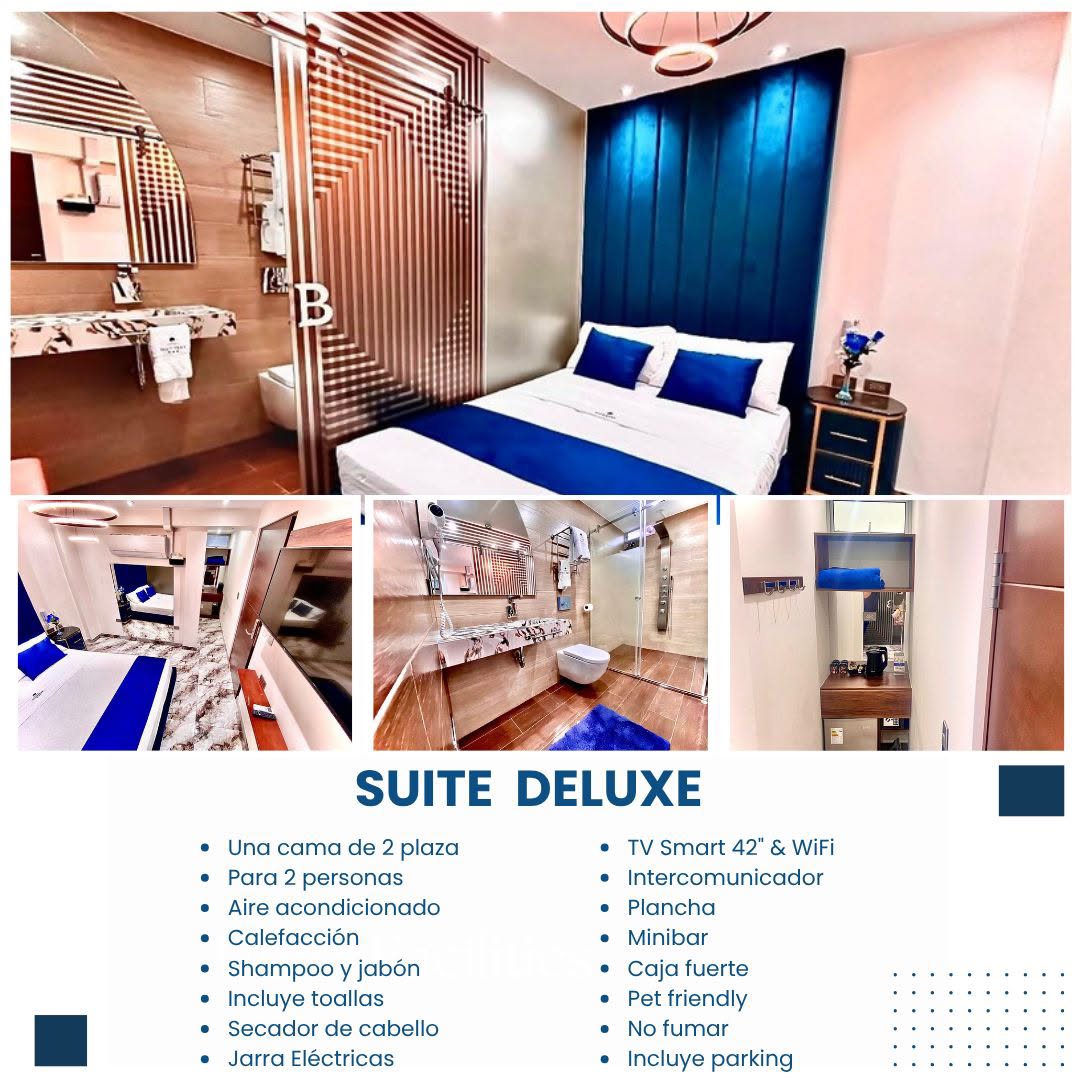 B
SUITE DELUXE
Una cama de 2 plaza
Para 2 personas
Aire acondicionado
Calefacción
Shampoo y jabón
Incluye toallas
Secador de cabello
Jarra Eléctricas
TV Smart 42" & WiFi
Intercomunicador
Plancha
Minibar
Caja fuerte
Pet friendly
No fumar
Incluye parking